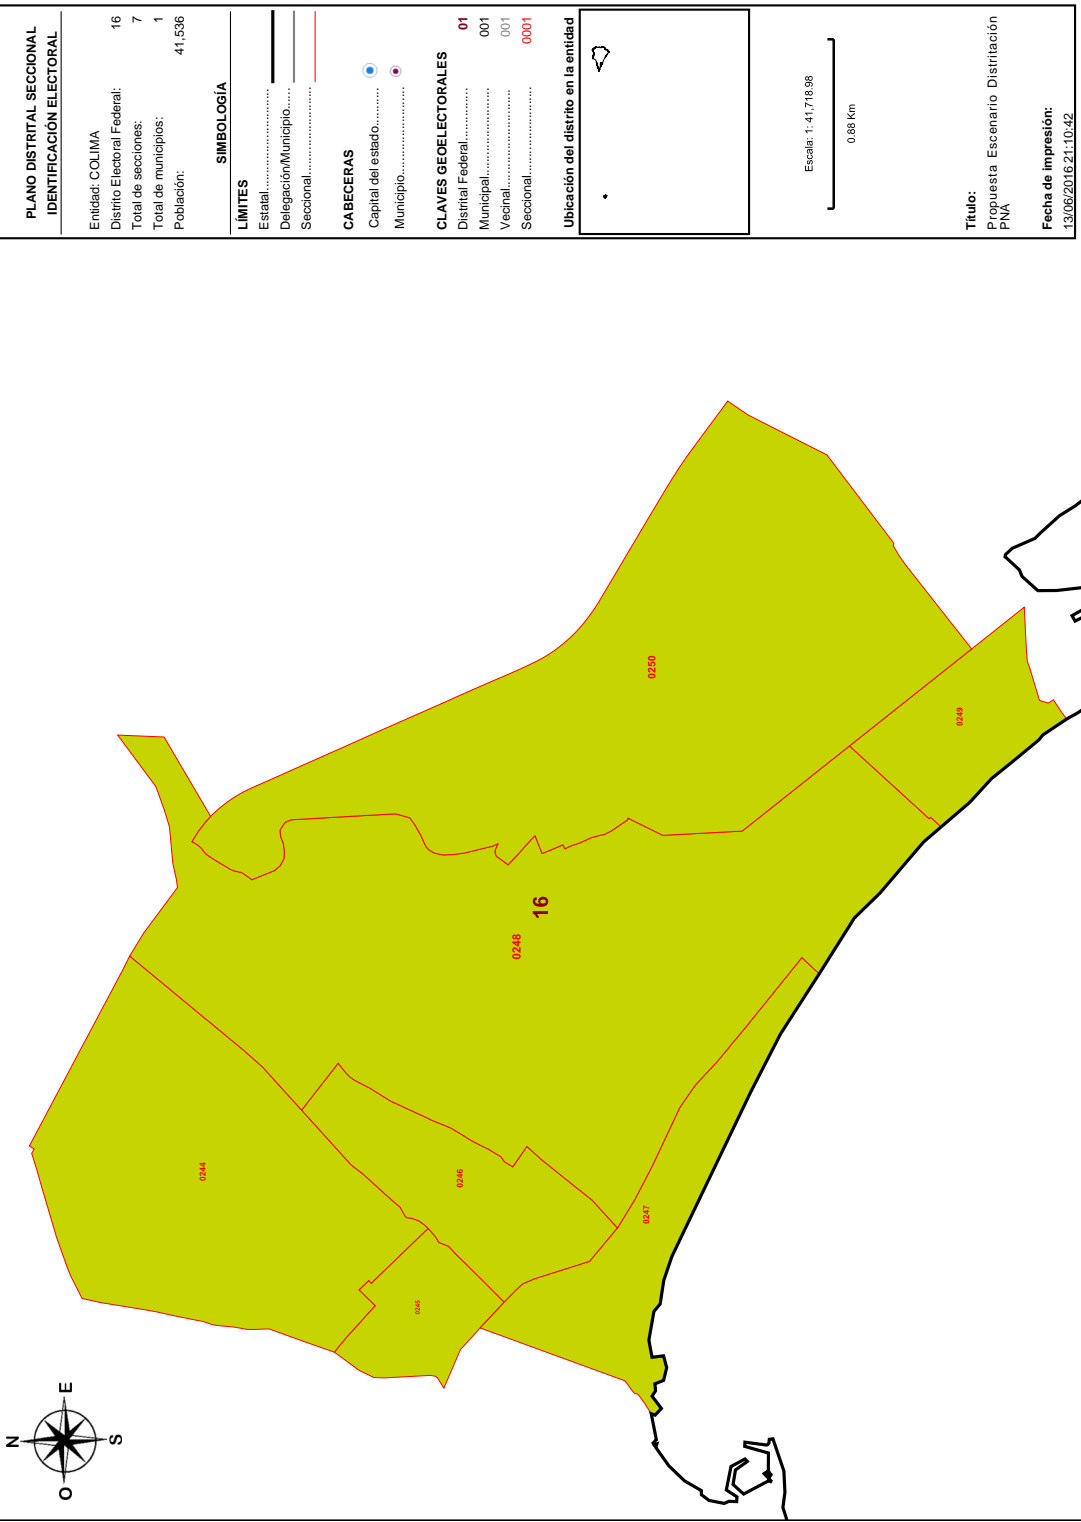 PLANO DISTRITAL SECCIONAL
IDENTIFICACIÓN ELECTORAL
Entidad: COLIMA
Distrito Electoral Federal: 16
Total de secciones: 7
Total de municipios: 1
Población: 41,536
SIMBOLOGÍA
LÍMITES
Estatal............................
Delegación/Municipio......
Seccional..........................
CABECERAS
Capital del estado..........
Municipio.........................
CLAVES GEOELECTORALES
Distrital Federal.............. 01
Municipal......................... 001
Vecinal............................. 001
Seccional......................... 0001
Ubicación del distrito en la entidad
Escala: 1: 41,718.98
0.88 Km
Título:
Propuesta Escenario Distritación
PNA
Fecha de impresión:
13/06/2016 21:10:42
N
O
E
S
0244
0245
0246
0247
0248
16
0250
0249